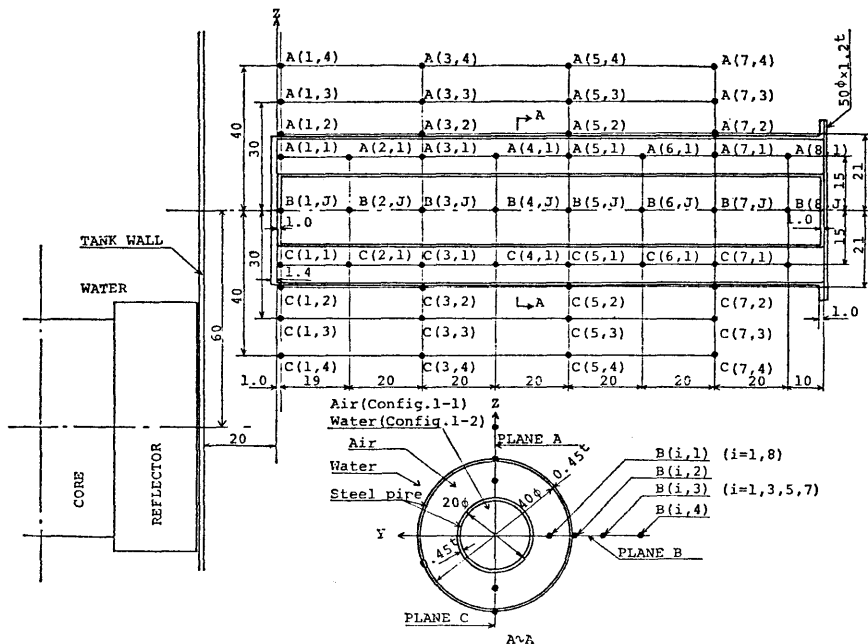 Z
A(1,4) A(3,4) A(5,4) A(7,4)
50φ×1.2t
A(1,3) A(3,3) A(5,3) A(7,3)
40
30
A
A(1,2) A(3,2) A(5,2) A(7,2)
A(1,1) A(2,1) A(3,1) A(4,1) A(5,1) A(6,1) A(7,1) A(8,1)
15
21
B(1,J) B(2,J) B(3,J) B(4,J) B(5,J) B(6,J) B(7,J) B(8,J)
1.0 1.0
TANK WALL
30
15
21
C(1,1) C(2,1) C(3,1) C(4,1) C(5,1) C(6,1) C(7,1)
1.4
WATER
40
60
A
C(1,2) C(3,2) C(5,2) C(7,2)
1.0
C(1,3) C(3,3) C(5,3) C(7,3)
C(1,4) C(3,4) C(5,4) C(7,4)
1.0 19 20 20 20 20 20 20 10
Air(Config.1-1) Z
Water(Config.1-2)
PLANE A
20
Air
Water
Steel pire
0.45t
B(i,1) (i=1,8)
B(i,2)
B(i,3) (i=1,3,5,7)
B(i,4)
CORE
REFLECTOR
20φ
40φ
Y
.45t
PLANE B
PLANE C
A~A